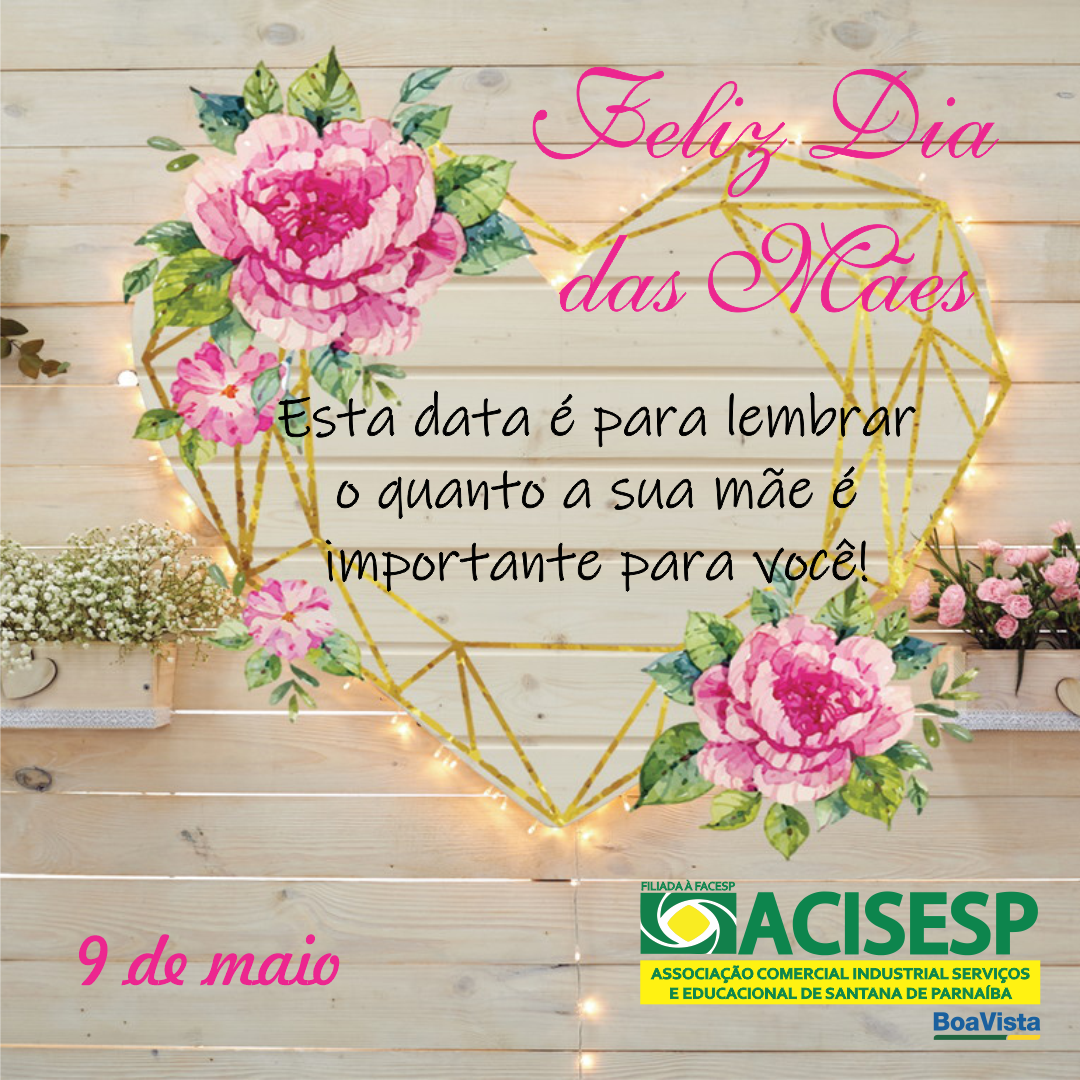 Feliz Dia
das Mães
Esta data é para lembrar
o quanto a sua mãe é
importante para você!
9 de maio
FILIADA À FACESP
ACISESP
ASSOCIAÇÃO COMERCIAL INDUSTRIAL SERVIÇOS
E EDUCACIONAL DE SANTANA DE PARNAÍBA
BoaVista